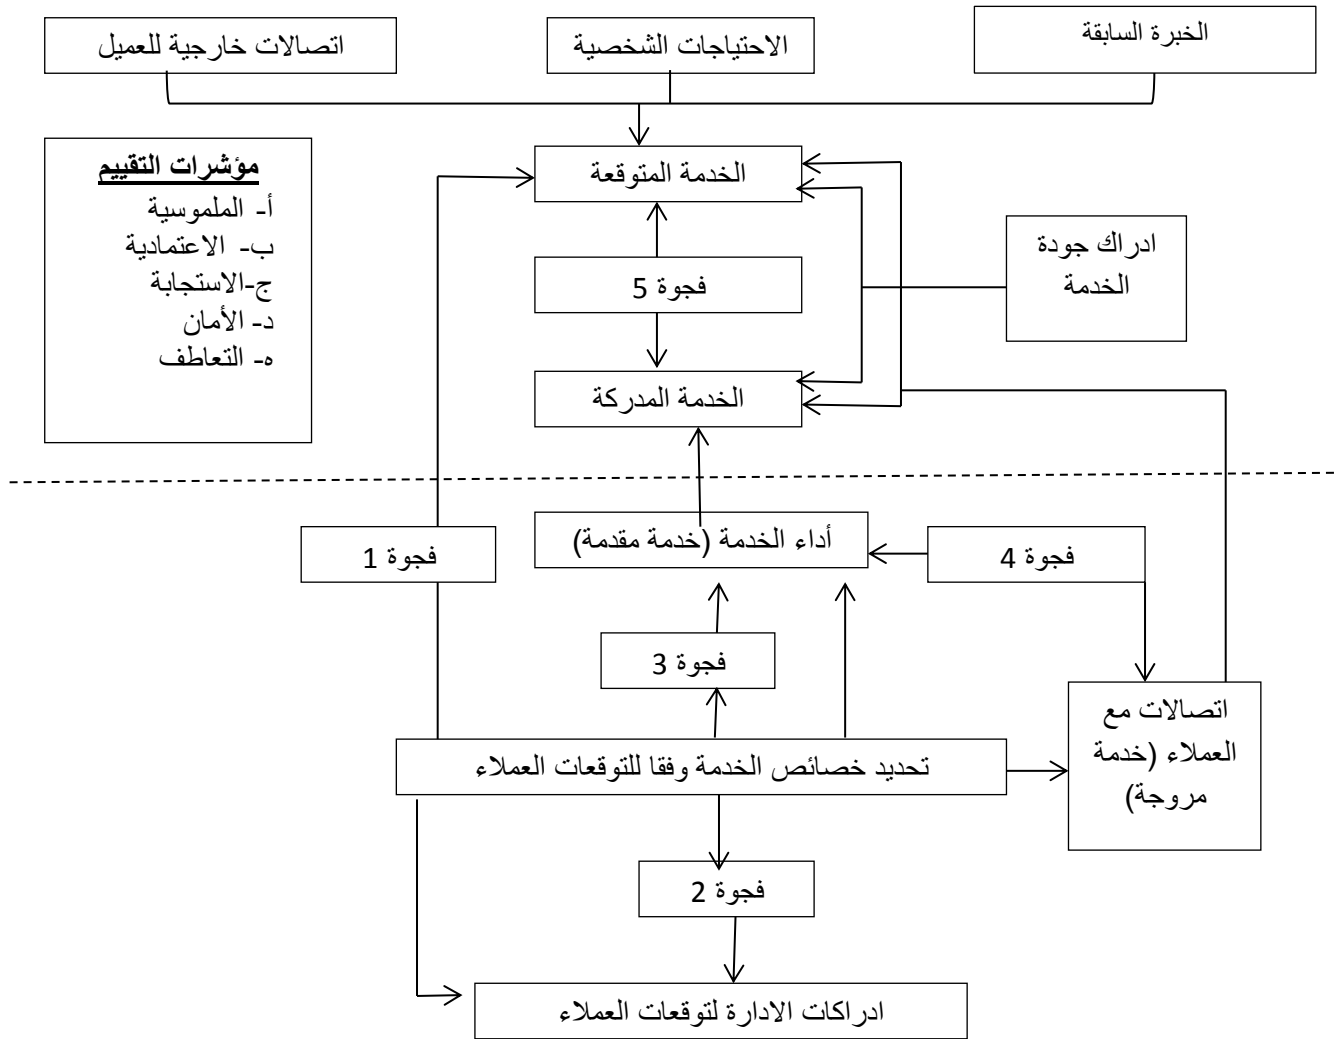 الخبرة السابقة
الاحتياجات الشخصية
اتصالات خارجية للعميل
مؤشرات التقييم
أ- الملموسية
ب- الاعتمادية
ج-الاستجابة
د- الأمان
ه- التعاطف
الخدمة المتوقعة
ادراك جودة
الخدمة
فجوة 5
الخدمة المدركة
أداء الخدمة (خدمة مقدمة)
فجوة 4
فجوة 1
فجوة 3
اتصالات مع
العملاء (خدمة
مروجة)
تحديد خصائص الخدمة وفقا للتوقعات العملاء
فجوة 2
ادراكات الادارة لتوقعات العملاء